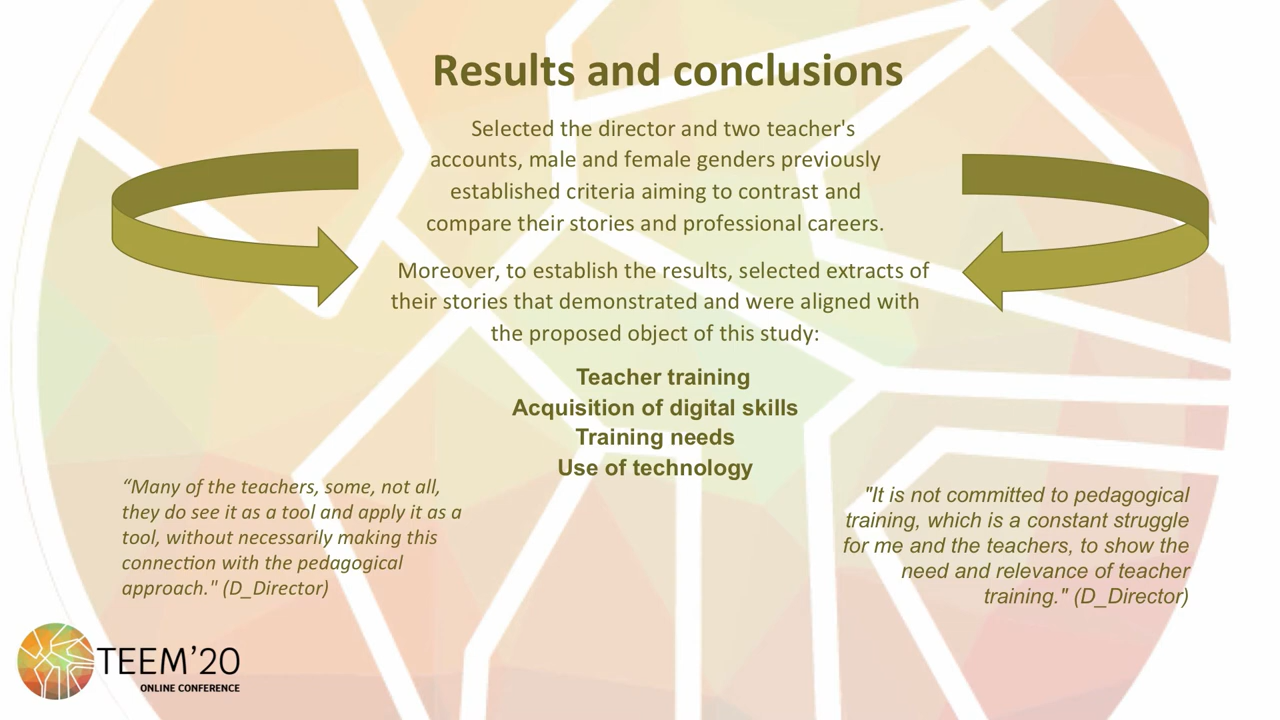 Results and conclusions
Selected the director and two teacher's
accounts, male and female genders previously
established criteria aiming to contrast and
compare their stories and professional careers.
Moreover, to establish the results, selected extracts of
their stories that demonstrated and were aligned with
the proposed object of this study:
Teacher training
Acquisition of digital skills
Training needs
Use of technology
“Many of the teachers, some, not all,
they do see it as a tool and apply it as a
tool, without necessarily making this
connection with the pedagogical
approach." (D_Director)
"It is not committed to pedagogical
training, which is a constant struggle
for me and the teachers, to show the
need and relevance of teacher
training." (D_Director)
TEEM’20
ONLINE CONFERENCE